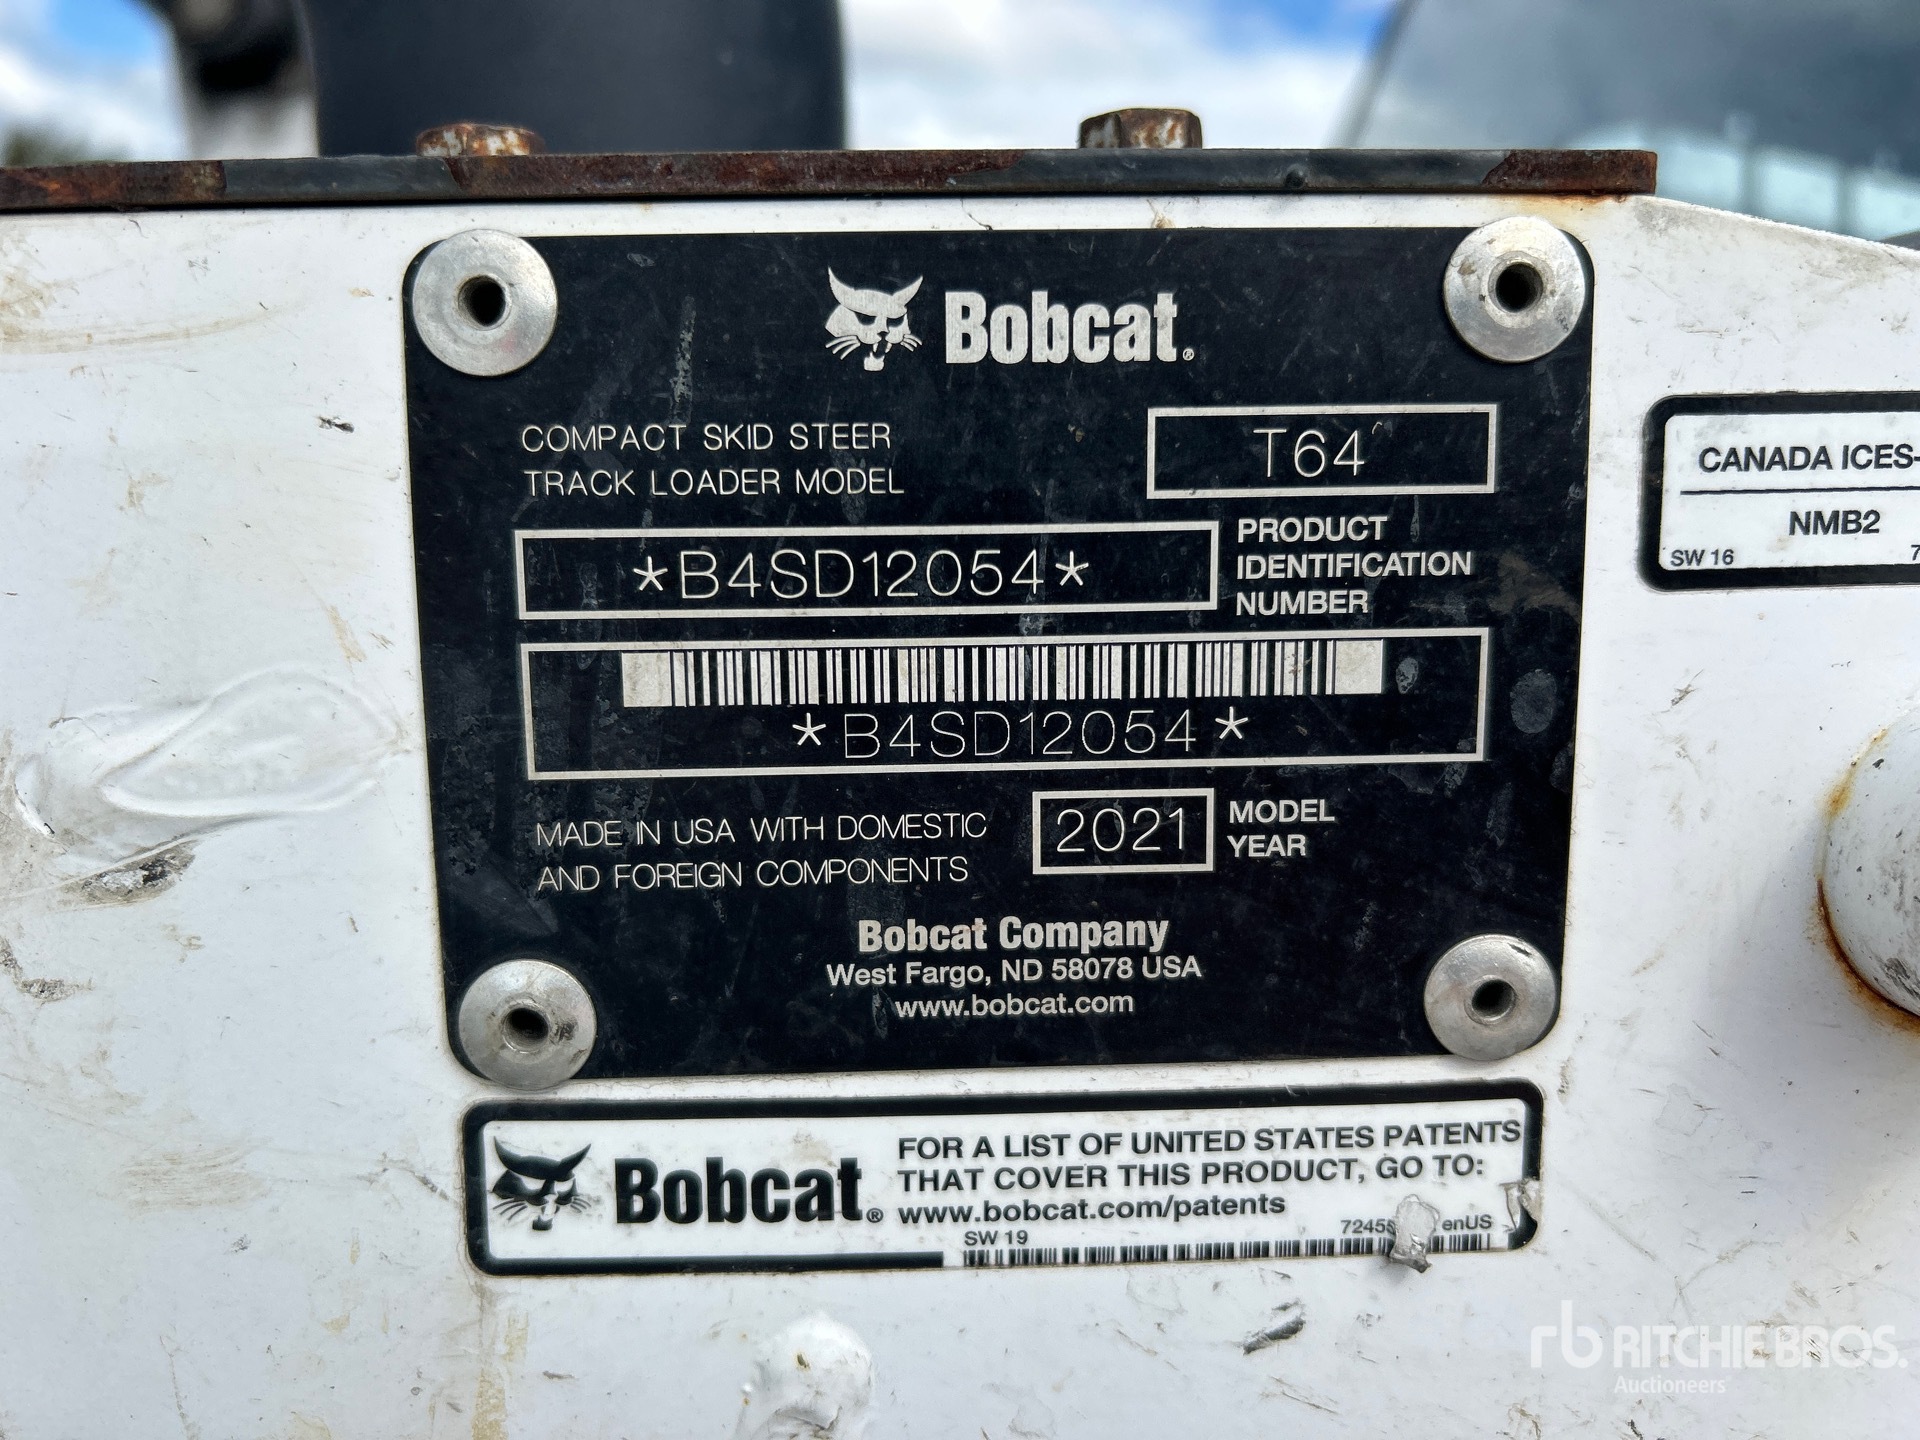 Bobcat®
COMPACT SKID STEER
TRACK LOADER MODEL
T64
*B4SD12054*
PRODUCT
IDENTIFICATION
NUMBER
*B4SD12054*
MADE IN USA WITH DOMESTIC
AND FOREIGN COMPONENTS
2021
MODEL
YEAR
Bobcat Company
West Fargo, ND 58078 USA
www.bobcat.com
CANADA ICES-
NMB2
SW 16
7
Bobcat®
FOR A LIST OF UNITED STATES PATENTS
THAT COVER THIS PRODUCT, GO TO:
www.bobcat.com/patents
SW 19
enUS
rb RITCHIE BROS.
Auctioneers